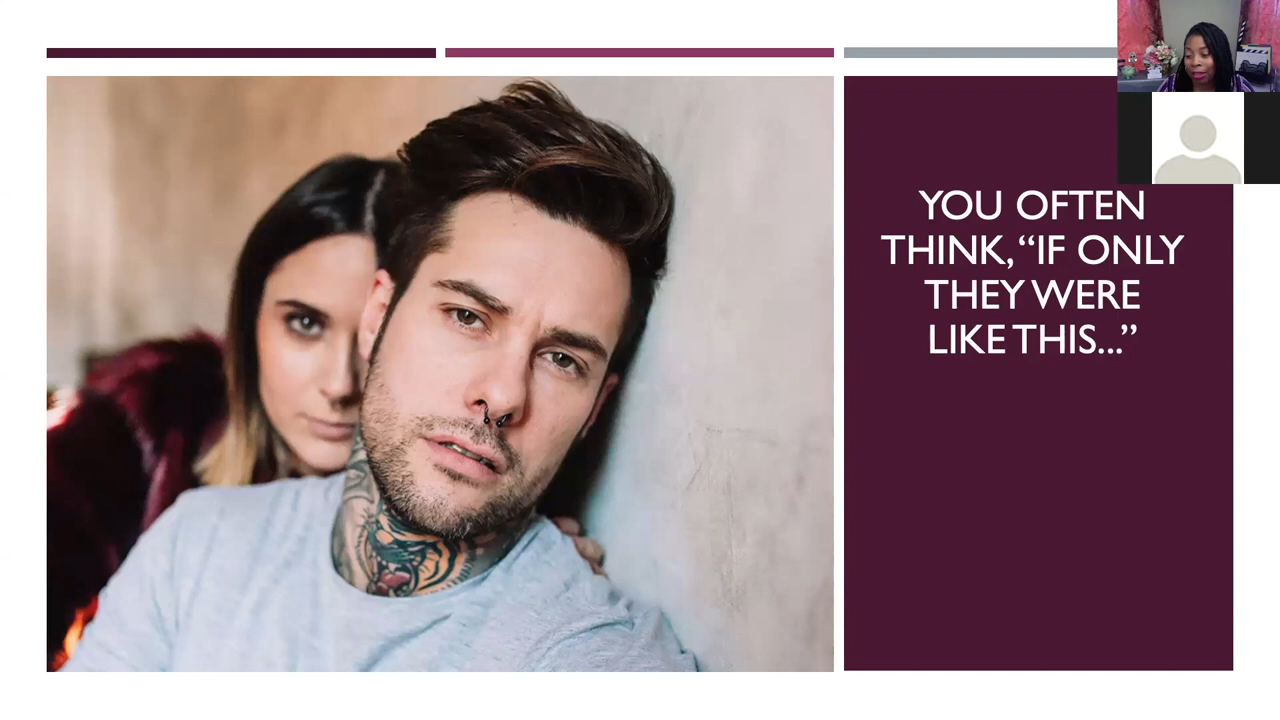 YOU OFTEN
THINK, “IF ONLY
THEY WERE
LIKE THIS...”